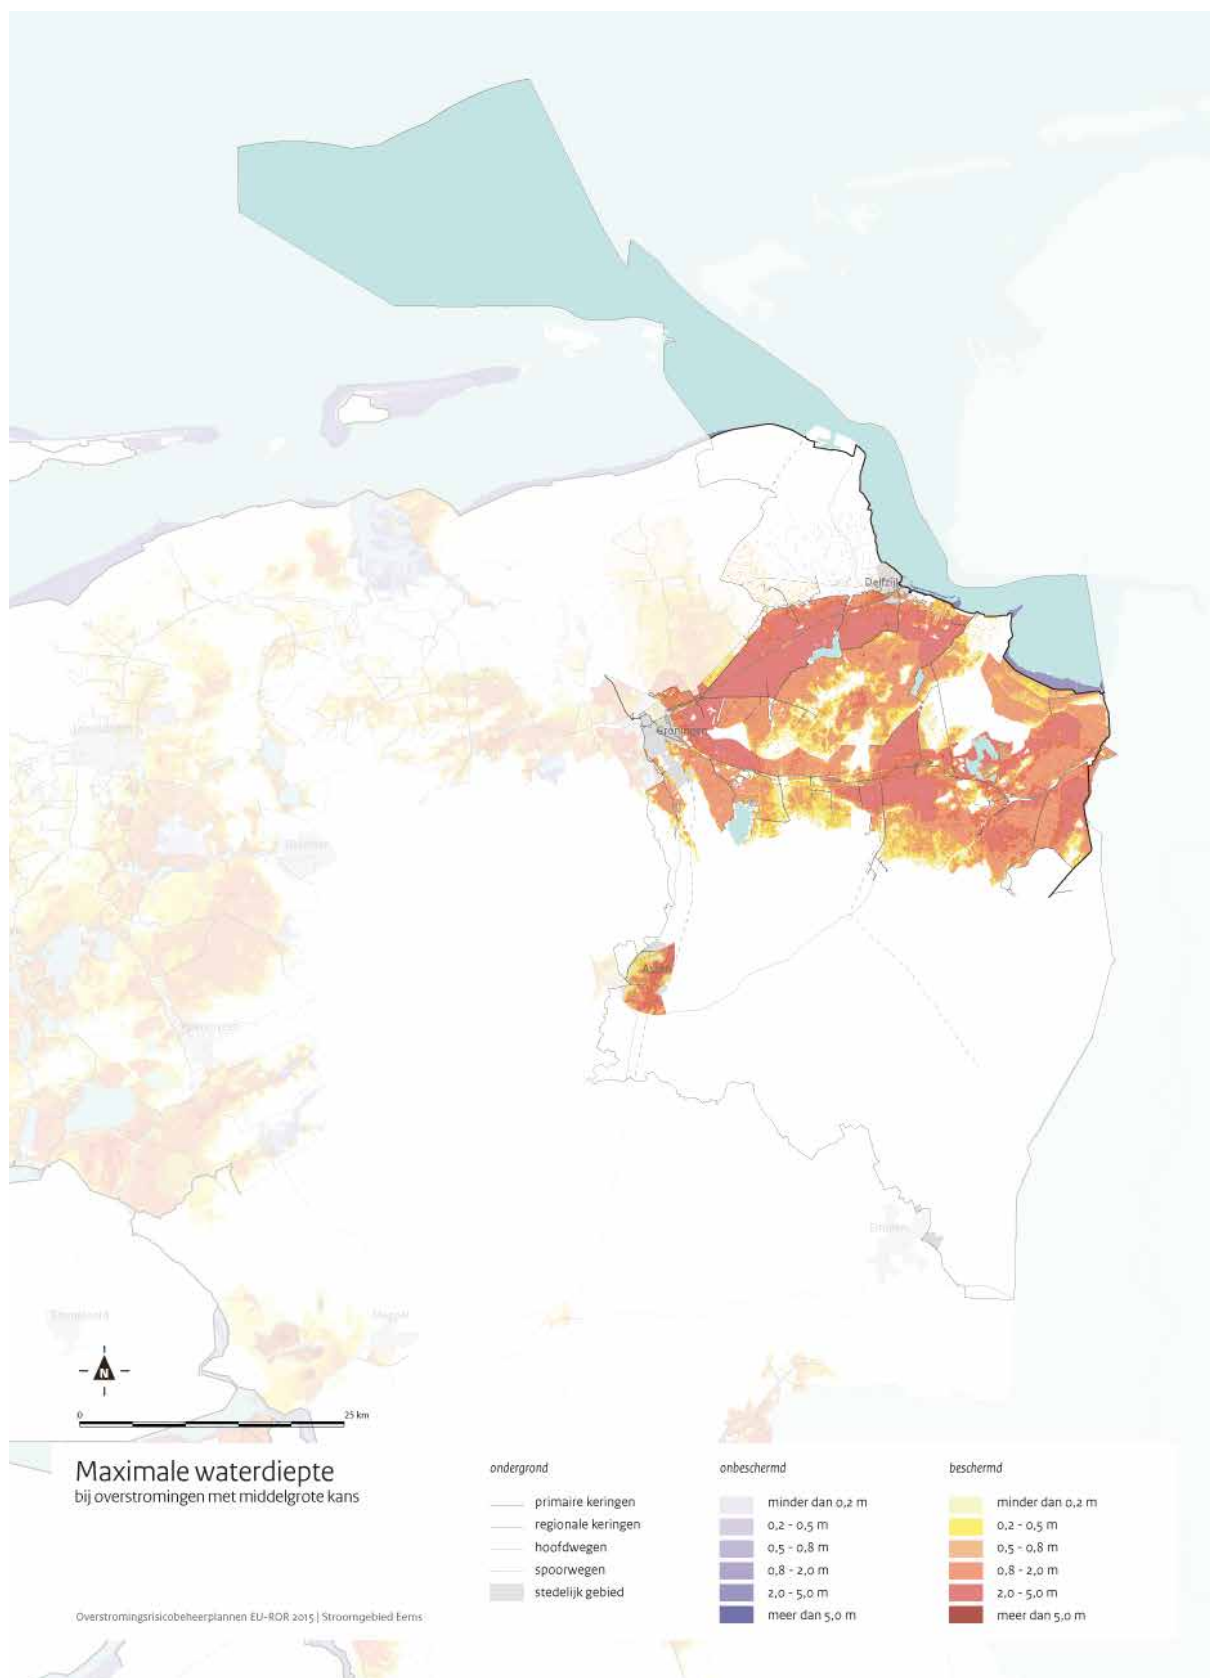 Delfzijl
Groningen
Assen
Emmen
Meppel
N
0
25 km
Maximale waterdiepte
bij overstromingen met middelgrote kans
Overstromingsrisicobeheerplannen EU-ROR 2015 | Stroomgebied Eems
ondergrond
primaire keringen
regionale keringen
hoofdwegen
spoorwegen
stedelijk gebied
onbeschermd
minder dan 0,2 m
0,2 - 0,5 m
0,5 - 0,8 m
0,8 - 2,0 m
2,0 - 5,0 m
meer dan 5,0 m
beschermd
minder dan 0,2 m
0,2 - 0,5 m
0,5 - 0,8 m
0,8 - 2,0 m
2,0 - 5,0 m
meer dan 5,0 m